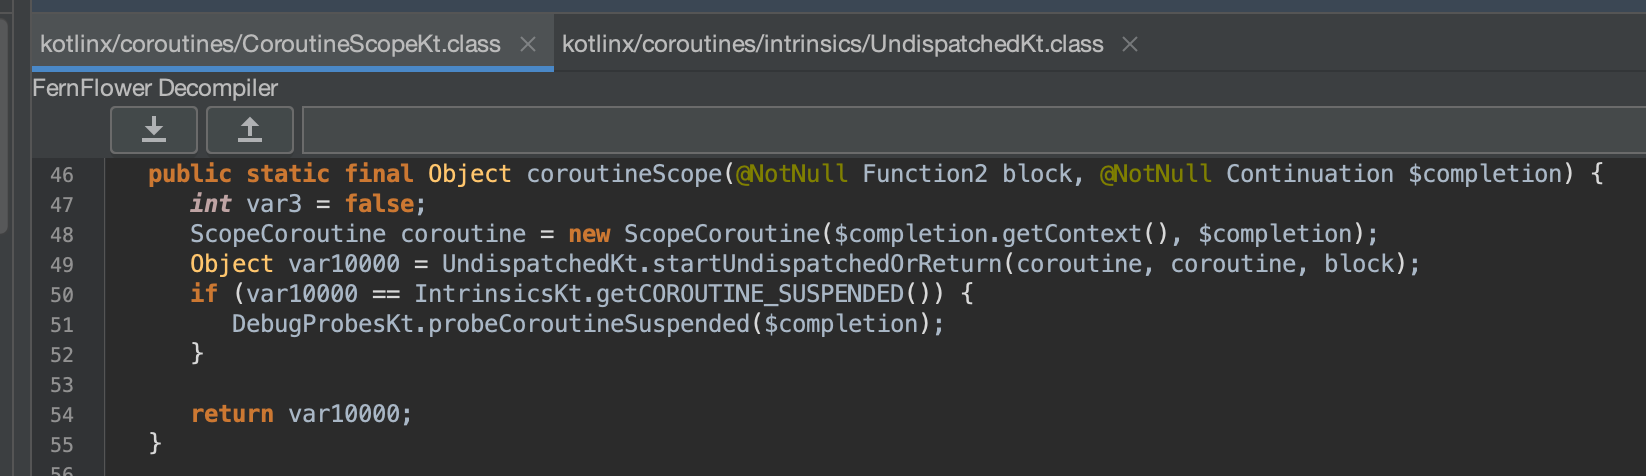 kotlinx/coroutines/CoroutineScopeKt.class × kotlinx/coroutines/intrinsics/UndispatchedKt.class ×
FernFlower Decompiler
46 public static final Object coroutineScope(@NotNull Function2 block, @NotNull Continuation $completion) {
47 int var3 = false;
48 ScopeCoroutine coroutine = new ScopeCoroutine($completion.getContext(), $completion);
49 Object var10000 = UndispatchedKt.startUndispatchedOrReturn(coroutine, coroutine, block);
50 if (var10000 == IntrinsicsKt.getCOROUTINE_SUSPENDED()) {
51 DebugProbesKt.probeCoroutineSuspended($completion);
52 }
53
54 return var10000;
55 }
56